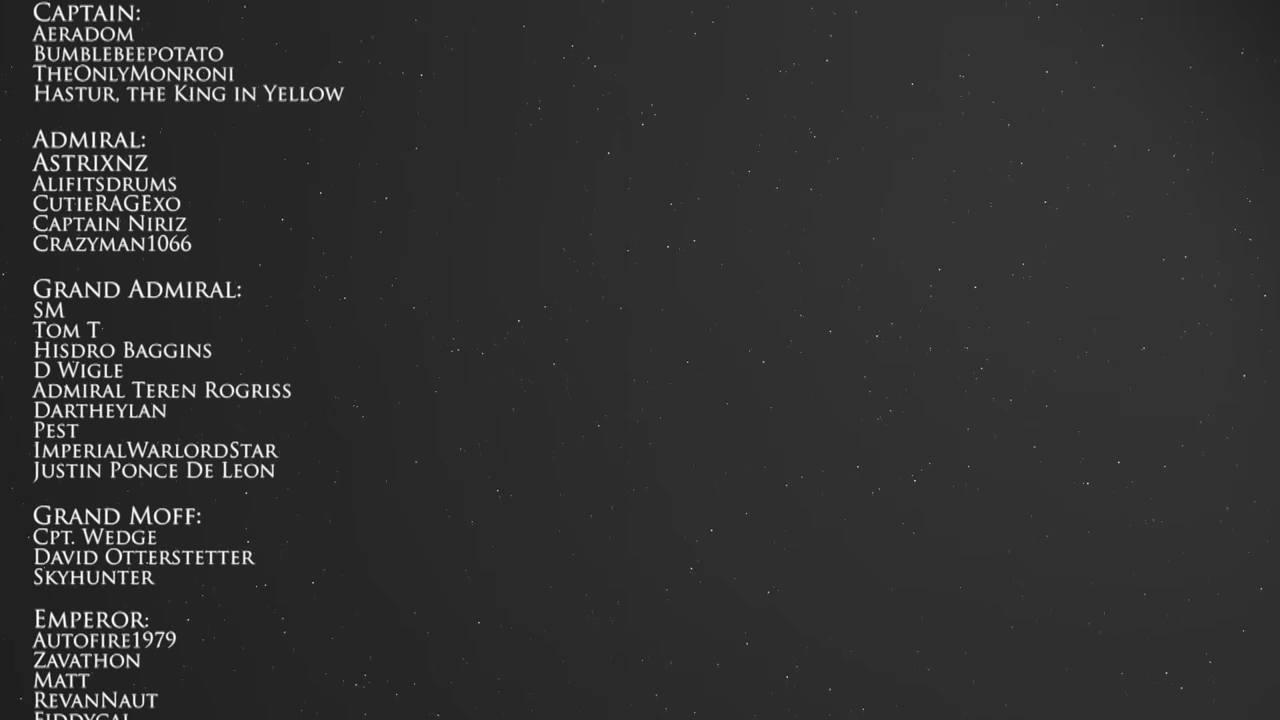 Captain:
Aeradom
Bumblebeepotato
TheOnlyMonroni
Hastur, the King in Yellow
Admiral:
Astrixnz
Alifitsdrums
CutieRAGExo
Captain Niriz
Crazyman1066
Grand Admiral:
SM
Tom T
Hisdro Baggins
D Wigle
Admiral Teren Rogriss
Dartheylan
Pest
ImperialWarlordStar
Justin Ponce De Leon
Grand Moff:
Cpt. Wedge
David Otterstetter
Skyhunter
Emperor:
Autofire1979
Zavathon
Matt
RevanNaut